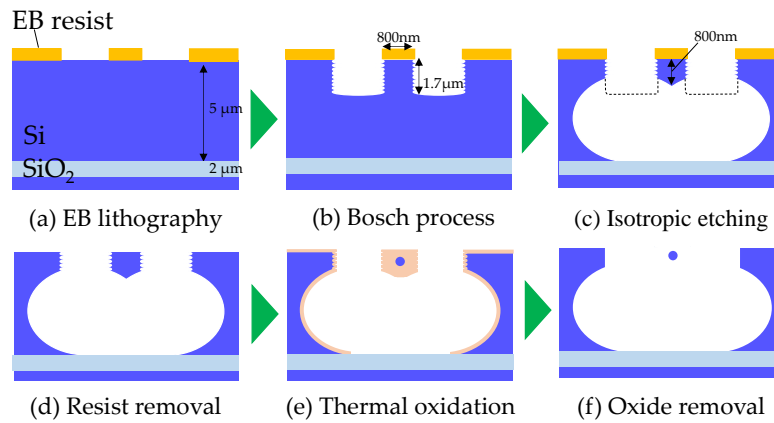 EB resist
5 μm
Si
SiO2
2 μm
(a) EB lithography
800nm
1.7μm
(b) Bosch process
800nm
(c) Isotropic etching
(d) Resist removal
(e) Thermal oxidation
(f) Oxide removal